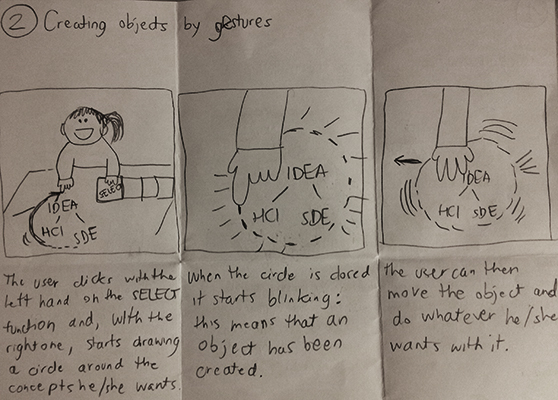 2 Creating objects by gestures
SELEC
IDEA
HCI SDE
The user clicks with the
left hand on the SELECT
function and, with the
right one, starts drawing
a circle around the
concepts he/she wants.
IDEA
HCI SDE
When the circle is closed
it starts blinking:
this means that an
object has been
created.
IDEA
HCI SDE
The user can then
move the object and
do whatever he/she
wants with it.